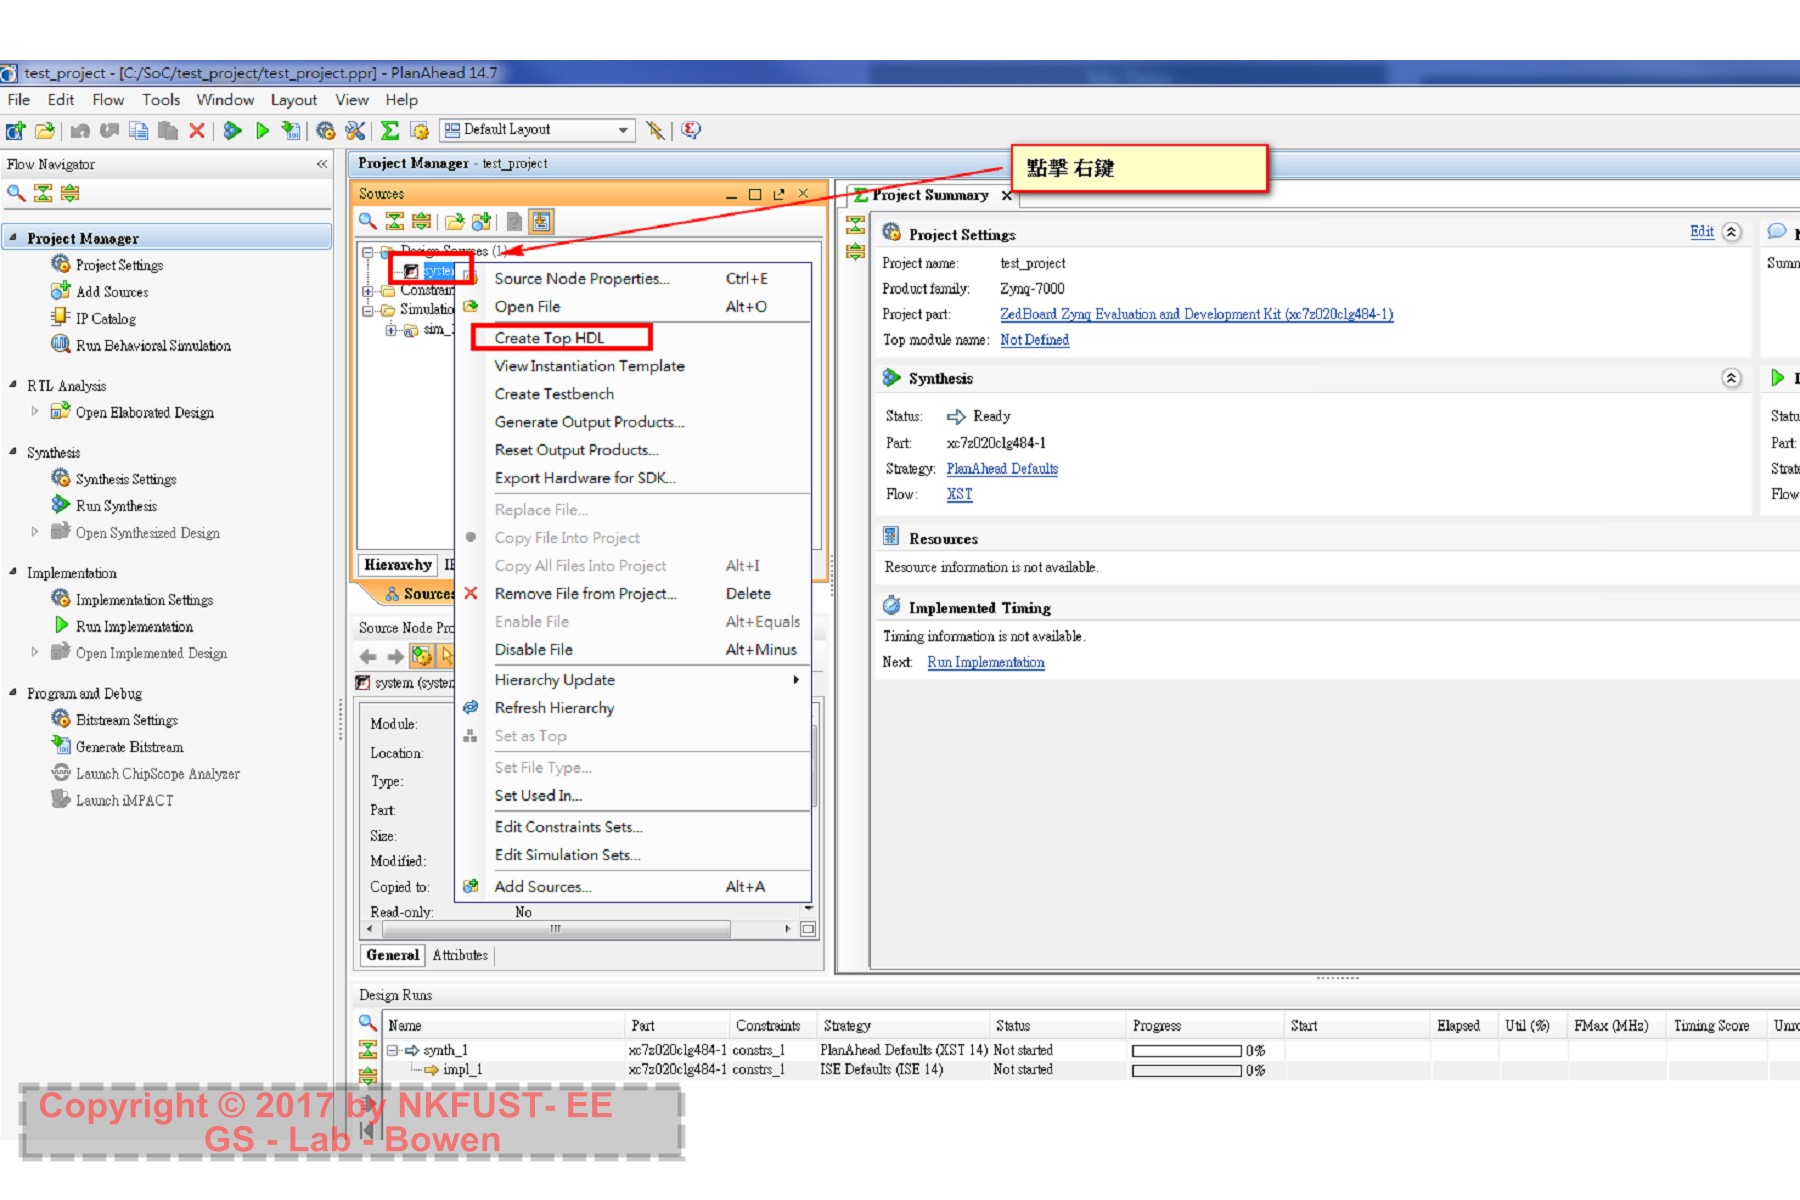 test_project - [C:/SoC/test_project/test_project.ppr] - PlanAhead 14.7
File Edit Flow Tools Window Layout View Help
Default Layout
Flow Navigator
Project Manager - test_project
點擊 右鍵
Sources
Project Summary
Project Manager
Project Settings
Add Sources
IP Catalog
Run Behavioral Simulation
RTL Analysis
Open Elaborated Design
Synthesis
Synthesis Settings
Run Synthesis
Open Synthesized Design
Implementation
Implementation Settings
Run Implementation
Open Implemented Design
Program and Debug
Bitstream Settings
Generate Bitstream
Launch ChipScope Analyzer
Launch iMPACT
Design Sources (1)
syste
Constrain
Simulatio
sim_
Hierarchy
Sources
Source Node Properties... Ctrl+E
Open File Alt+O
Create Top HDL
View Instantiation Template
Create Testbench
Generate Output Products...
Reset Output Products...
Export Hardware for SDK...
Replace File...
Copy File Into Project
Copy All Files Into Project Alt+I
Remove File from Project... Delete
Enable File Alt+Equals
Disable File Alt+Minus
Hierarchy Update
Refresh Hierarchy
Set as Top
Set File Type...
Set Used In...
Edit Constraints Sets...
Edit Simulation Sets...
Add Sources... Alt+A
Source Node Pro
system (system
Module:
Location:
Type:
Part:
Size:
Modified:
Copied to:
Read-only: No
General Attributes
Project Settings Edit
Project name: test_project
Product family: Zynq-7000
Project part: ZedBoard Zynq Evaluation and Development Kit (xc7z020clg484-1)
Top module name: Not Defined
Summ
Synthesis
Status: Ready
Part: xc7z020clg484-1
Strategy: PlanAhead Defaults
Flow: XST
Statu
Part:
Strate
Flow
Resources
Resource information is not available.
Implemented Timing
Timing information is not available.
Next: Run Implementation
Design Runs
Name Part Constraints Strategy Status Progress Start Elapsed Util (%) FMax (MHz) Timing Score Unro
synth_1 xc7z020clg484-1 constrs_1 PlanAhead Defaults (XST 14) Not started 0%
impl_1 xc7z020clg484-1 constrs_1 ISE Defaults (ISE 14) Not started 0%
Copyright © 2017 by NKFUST- EE
GS - Lab - Bowen